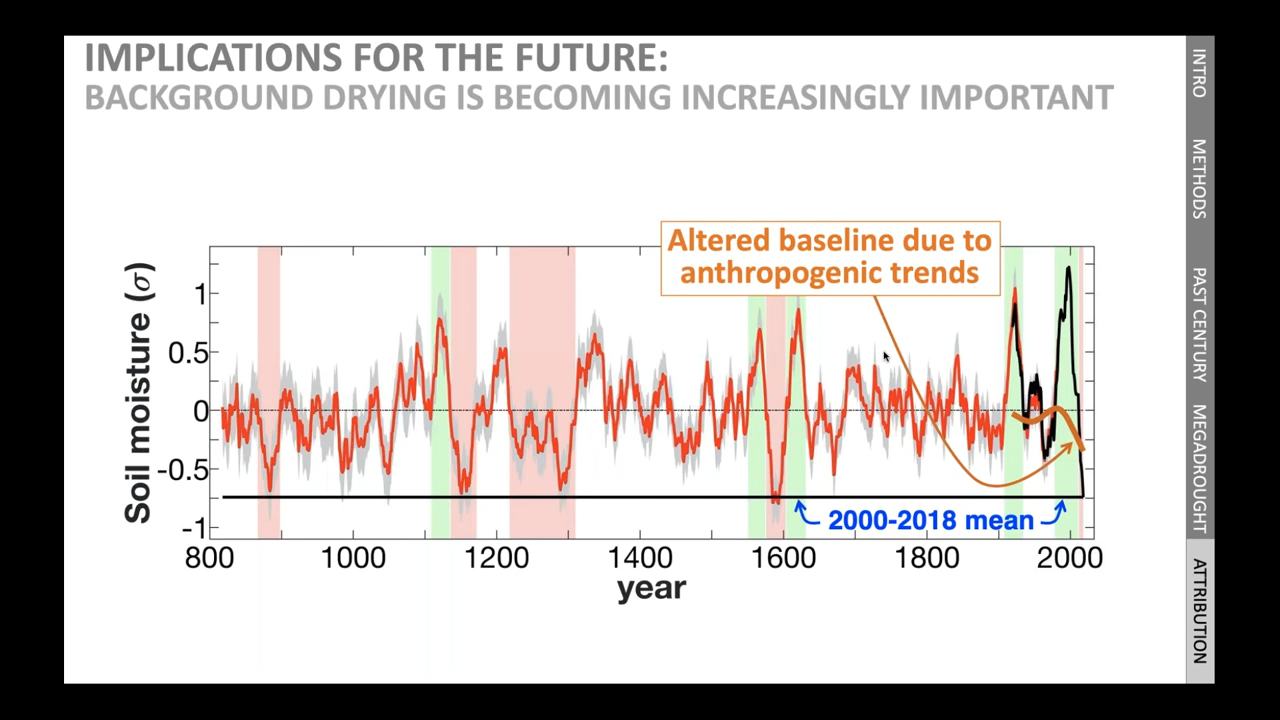 IMPLICATIONS FOR THE FUTURE:
BACKGROUND DRYING IS BECOMING INCREASINGLY IMPORTANT
Altered baseline due to
anthropogenic trends
Soil moisture (σ)
1
0.5
0
-0.5
-1
2000-2018 mean
800 1000 1200 1400 1600 1800 2000
year
INTRO
METHODS
PAST CENTURY
MEGADROUGHT
ATTRIBUTION